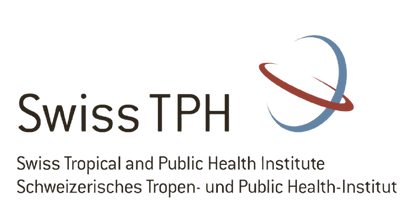 Swiss TPH
Swiss Tropical and Public Health Institute
Schweizerisches Tropen- und Public Health-Institut